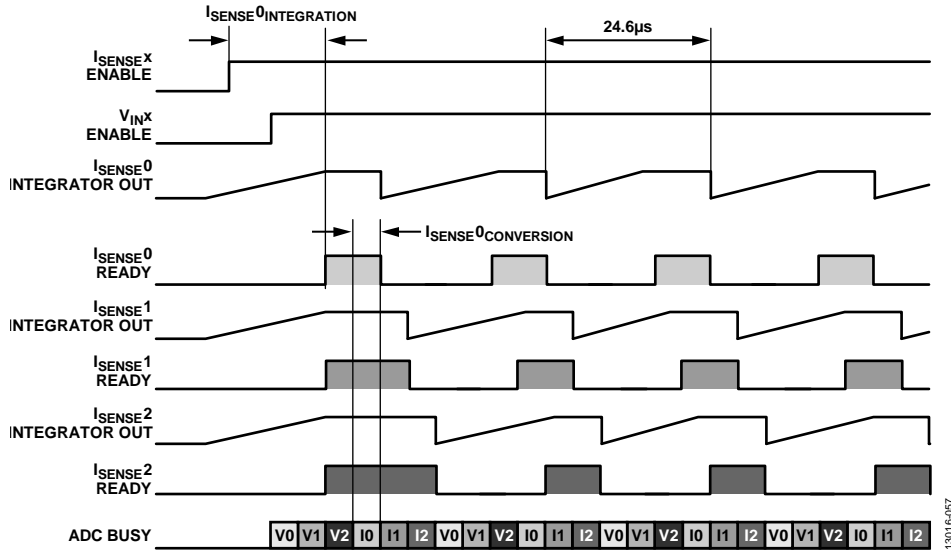 ISENSE0INTEGRATION
24.6µs
ISENSEx
ENABLE
VINx
ENABLE
ISENSE0
INTEGRATOR OUT
ISENSE0CONVERSION
ISENSE0
READY
ISENSE1
INTEGRATOR OUT
ISENSE1
READY
ISENSE2
INTEGRATOR OUT
ISENSE2
READY
ADC BUSY V0 V1 V2 I0 I1 I2 V0 V1 V2 I0 I1 I2 V0 V1 V2 I0 I1 I2 V0 V1 V2 I0 I1 I2
13016-057